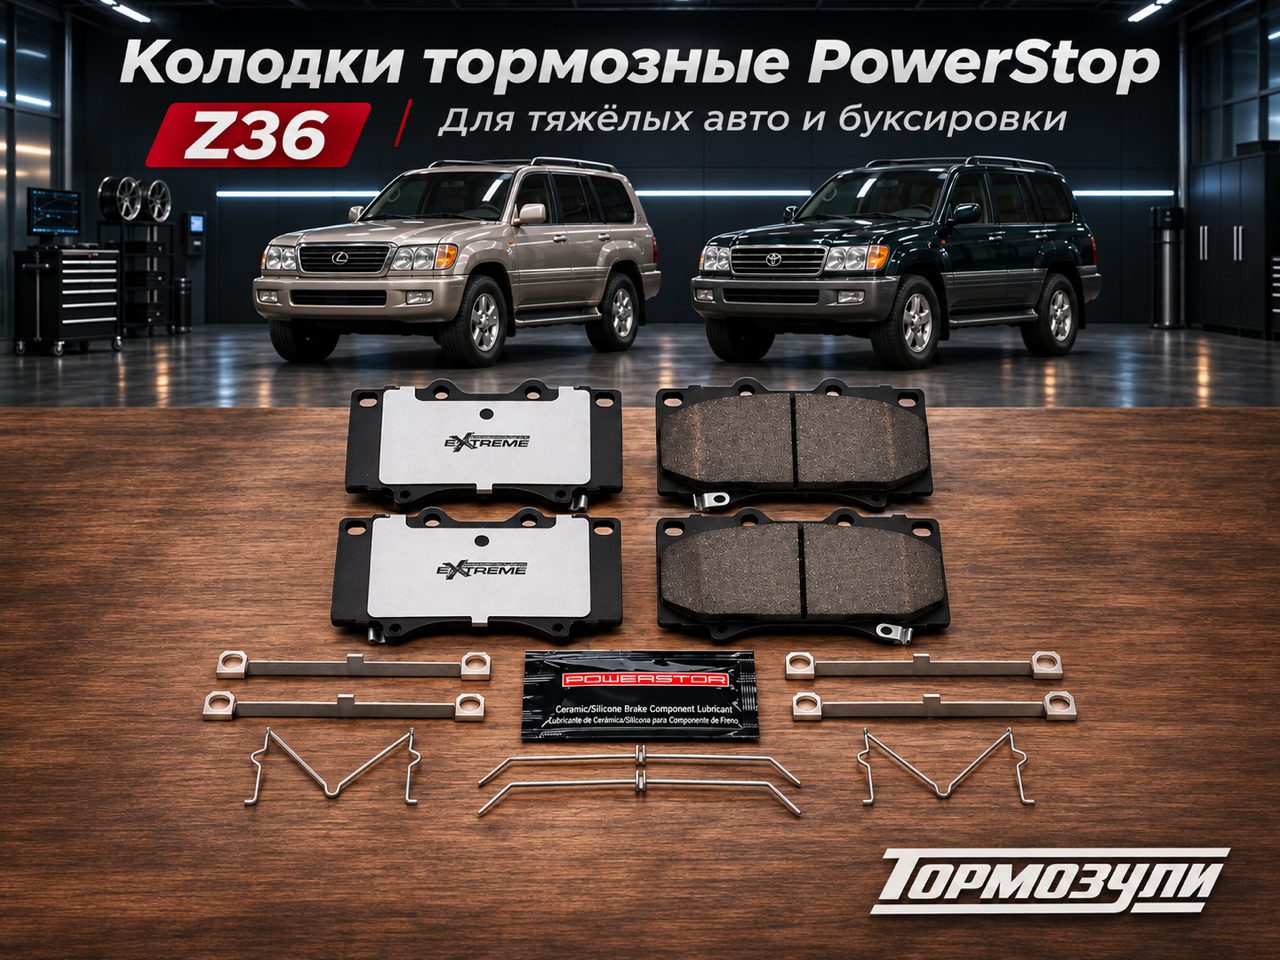 Колодки тормозные PowerStop
Z36
Для тяжёлых авто и буксировки
EXTREME
EXTREME
POWERSTOP
Ceramic/Silicone Brake Component Lubricant
Lubricante de Cerámica/Silicona para Componente de Freno
Тормозули